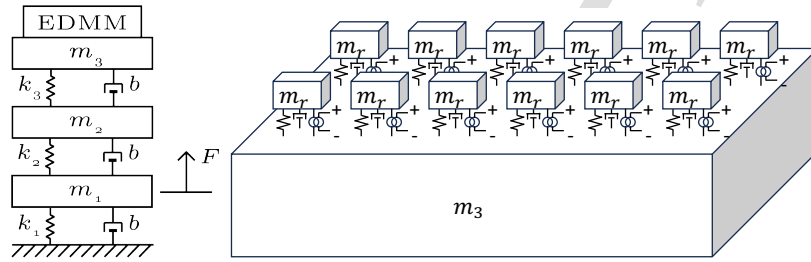 EDMM
m₃
k₃ b
m₂
k₂ b
m₁
F
k₁ b
mᵣ mᵣ mᵣ mᵣ mᵣ mᵣ
+ + + + + +
- -
mᵣ mᵣ mᵣ mᵣ mᵣ mᵣ
+ + + + + +
- - - - - -
m₃